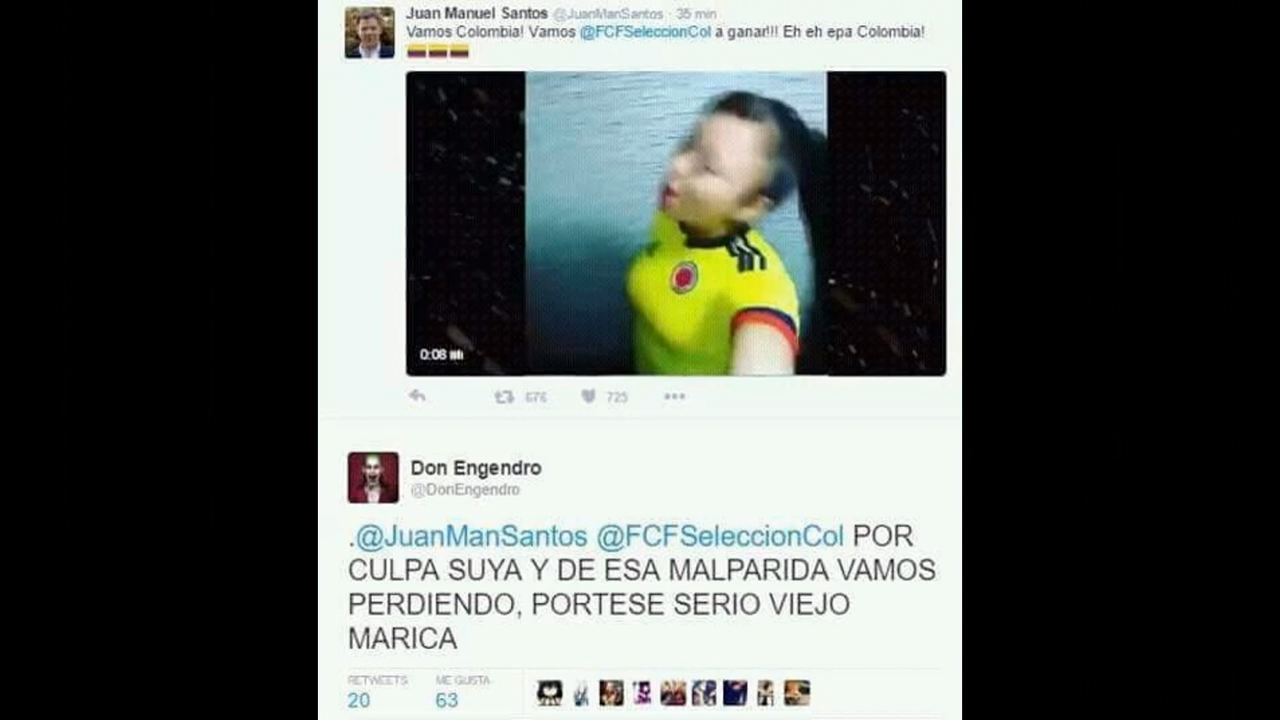 Juan Manuel Santos @JuanManSantos · 35 min
Vamos Colombia! Vamos @FCFSeleccionCol a ganar!!! Eh eh epa Colombia!
0:08
676 725
Don Engendro
@DonEngendro
.@JuanManSantos @FCFSeleccionCol POR
CULPA SUYA Y DE ESA MALPARIDA VAMOS
PERDIENDO, PORTESE SERIO VIEJO
MARICA
RETWEETS ME GUSTA
20 63